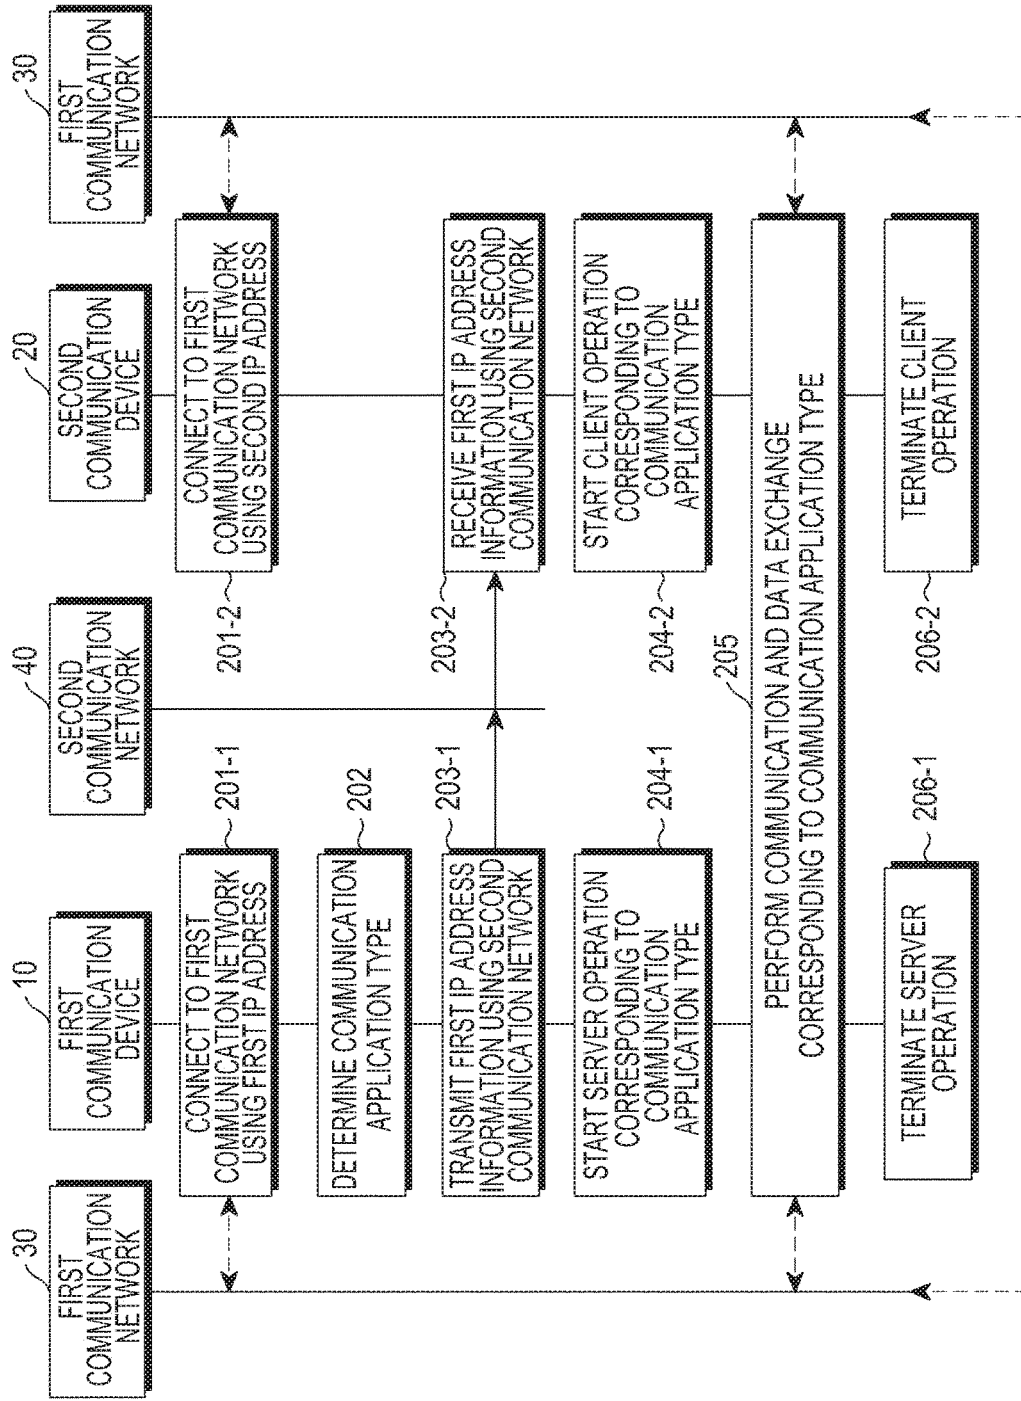 30
FIRST
COMMUNICATION
NETWORK
10
FIRST
COMMUNICATION
DEVICE
40
SECOND
COMMUNICATION
NETWORK
20
SECOND
COMMUNICATION
DEVICE
30
FIRST
COMMUNICATION
NETWORK
CONNECT TO FIRST
COMMUNICATION NETWORK
USING FIRST IP ADDRESS
201-1
201-2
CONNECT TO FIRST
COMMUNICATION NETWORK
USING SECOND IP ADDRESS
DETERMINE COMMUNICATION
APPLICATION TYPE
202
TRANSMIT FIRST IP ADDRESS
INFORMATION USING SECOND
COMMUNICATION NETWORK
203-1
203-2
RECEIVE FIRST IP ADDRESS
INFORMATION USING SECOND
COMMUNICATION NETWORK
START SERVER OPERATION
CORRESPONDING TO
COMMUNICATION
APPLICATION TYPE
204-1
204-2
START CLIENT OPERATION
CORRESPONDING TO
COMMUNICATION
APPLICATION TYPE
205
PERFORM COMMUNICATION AND DATA EXCHANGE
CORRESPONDING TO COMMUNICATION APPLICATION TYPE
TERMINATE SERVER
OPERATION
206-1
206-2
TERMINATE CLIENT
OPERATION